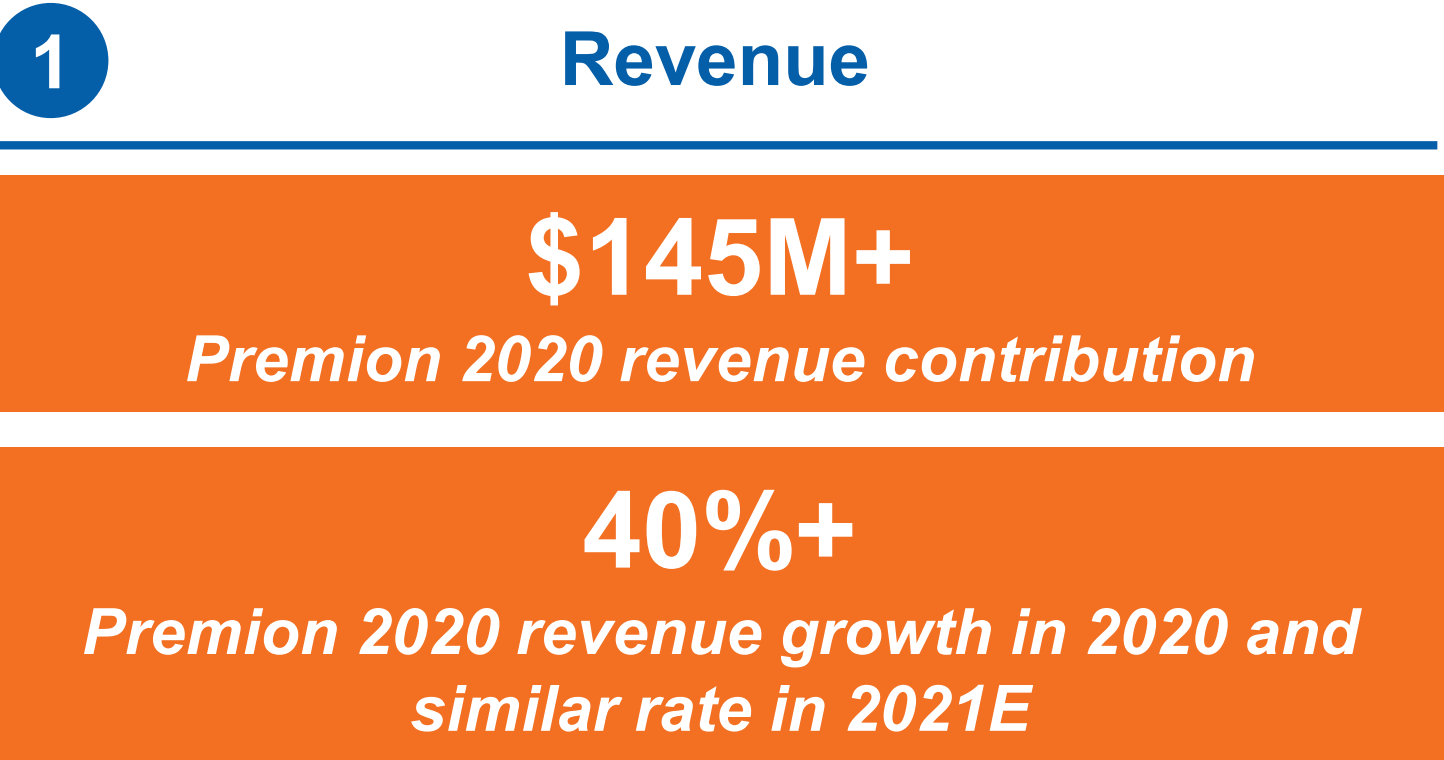 1
Revenue
$145M+
Premion 2020 revenue contribution
40%+
Premion 2020 revenue growth in 2020 and
similar rate in 2021E